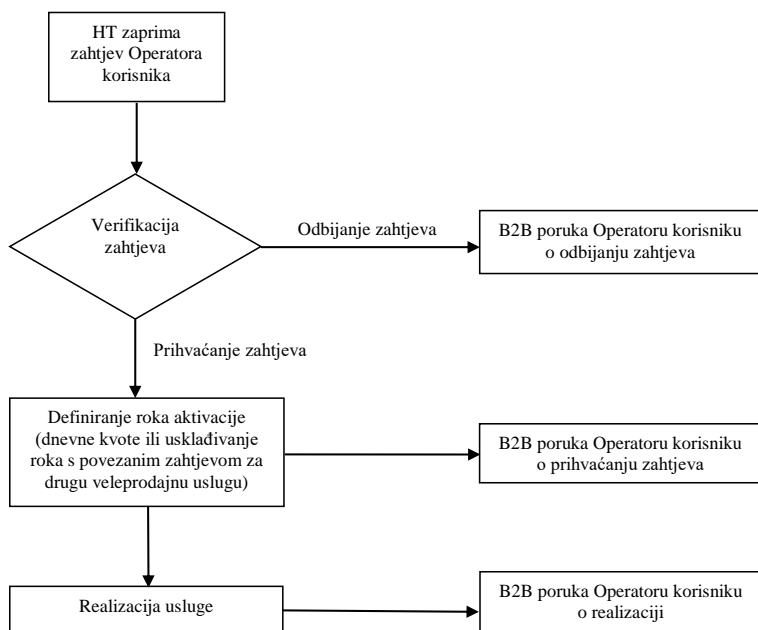 HT zaprima
zahtjev Operatora
korisnika
Verifikacija
zahtjeva
Odbijanje zahtjeva
B2B poruka Operatoru korisniku
o odbijanju zahtjeva
Prihvaćanje zahtjeva
Definiranje roka aktivacije
(dnevne kvote ili usklađivanje
roka s povezanim zahtjevom za
drugu veleprodajnu uslugu)
B2B poruka Operatoru korisniku
o prihvaćanju zahtjeva
Realizacija usluge
B2B poruka Operatoru korisniku
o realizaciji